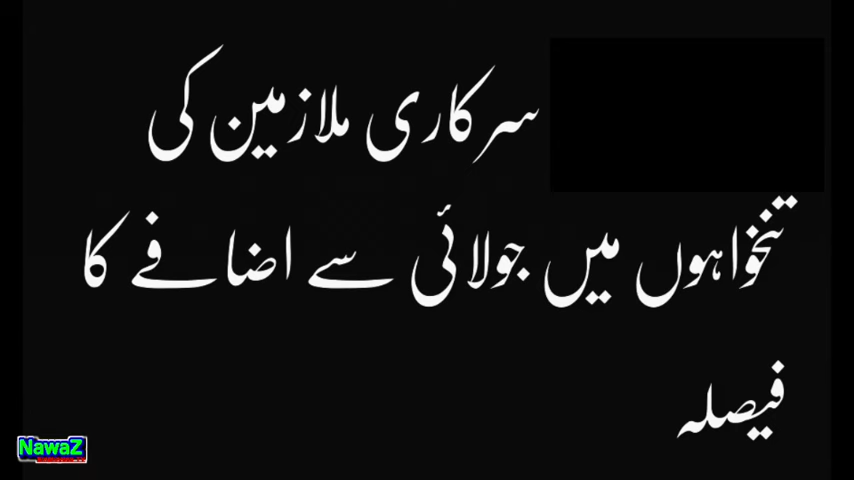 سرکاری ملازمین کی
تنخواہوں میں جولائی سے اضافے کا
فیصلہ
NawaZ